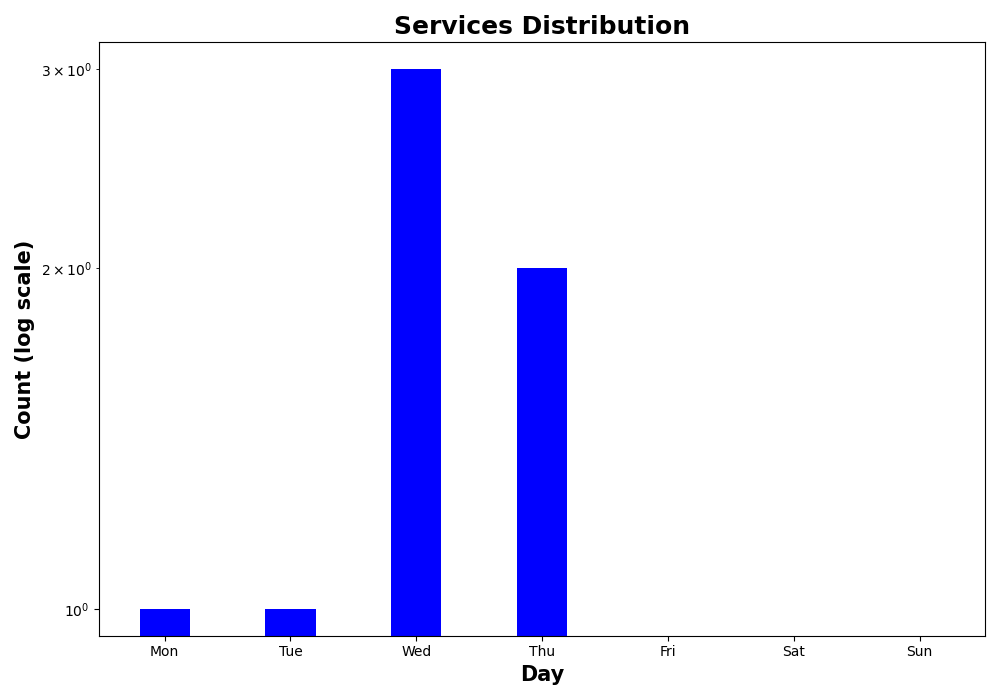 Services Distribution
3 × 10⁰
2 × 10⁰
10⁰
Count (log scale)
Mon Tue Wed Thu Fri Sat Sun
Day